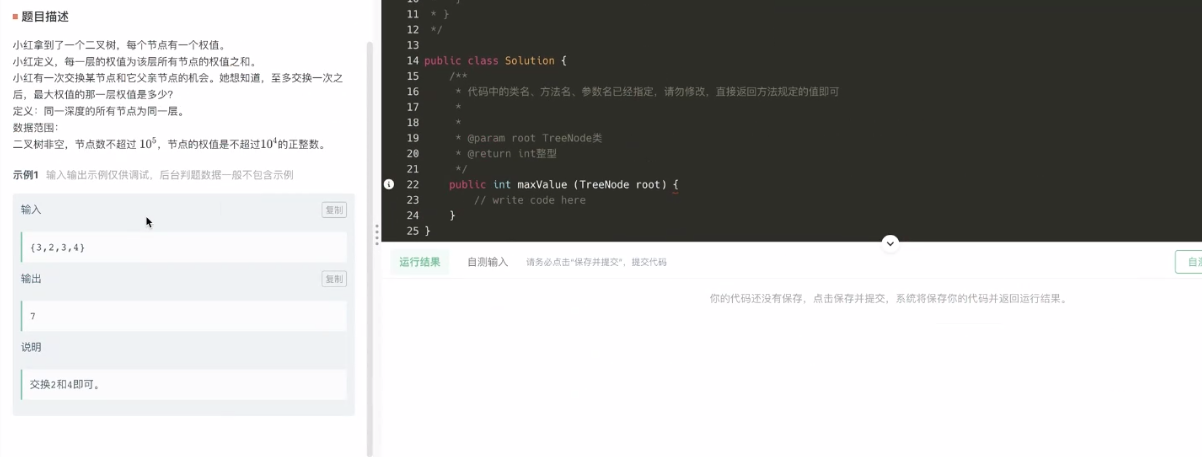 题目描述
小红拿到了一个二叉树，每个节点有一个权值。
小红定义，每一层的权值为该层所有节点的权值之和。
小红有一次交换某节点和它父亲节点的机会。她想知道，至多交换一次之
后，最大权值的那一层权值是多少？
定义：同一深度的所有节点为同一层。
数据范围：
二叉树非空，节点数不超过 10^5，节点的权值是不超过10^4的正整数。
示例1 输入输出示例仅供调试，后台判题数据一般不包含示例
输入 复制
{3,2,3,4}
输出 复制
7
说明
交换2和4即可。
11 * }
12 */
13
14 public class Solution {
15 /**
16 * 代码中的类名、方法名、参数名已经指定，请勿修改，直接返回方法规定的值即可
17 *
18 *
19 * @param root TreeNode类
20 * @return int整型
21 */
22 public int maxValue (TreeNode root) {
23 // write code here
24 }
25 }
运行结果 自测输入 请务必点击"保存并提交"，提交代码
你的代码还没有保存，点击保存并提交，系统将保存你的代码并返回运行结果。